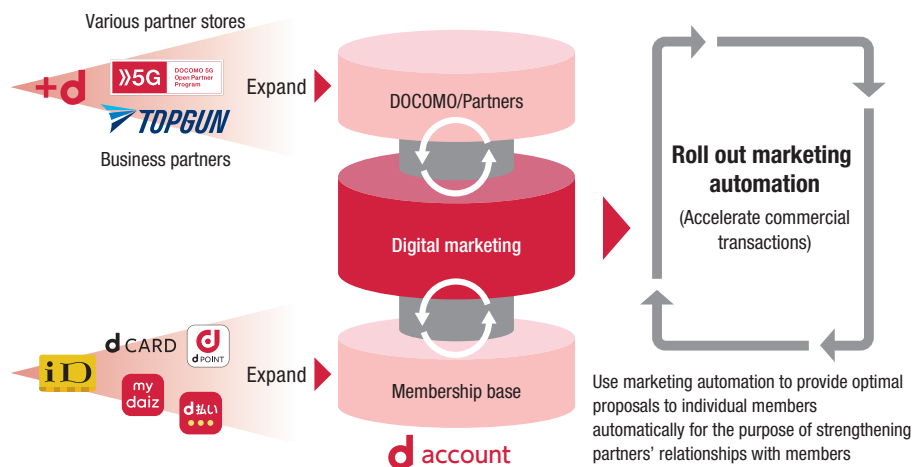 Various partner stores
+d
5G
DOCOMO 5G
Open Partner
Program
TOPGUN
Business partners
Expand
DOCOMO/Partners
Digital marketing
Roll out marketing
automation
(Accelerate commercial
transactions)
iD
d CARD
d POINT
my
daiz
d払い
Expand
Membership base
d account
Use marketing automation to provide optimal
proposals to individual members
automatically for the purpose of strengthening
partners' relationships with members